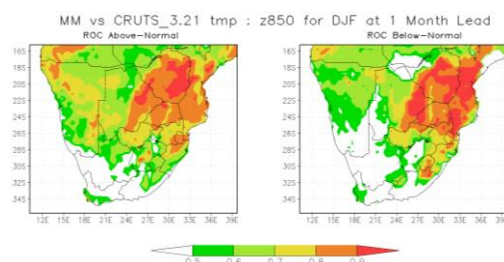 MM vs CRUTS_3.21 tmp : z850 for DJF at 1 Month Lead
ROC Above-Normal
ROC Below-Normal
16S
18S
20S
22S
24S
26S
28S
30S
32S
34S
12E 15E 18E 21E 24E 27E 30E 33E 36E 39E
16S
18S
20S
22S
24S
26S
28S
30S
32S
34S
12E 15E 18E 21E 24E 27E 30E 33E 36E 39E
0.5 0.6 0.7 0.8 0.9